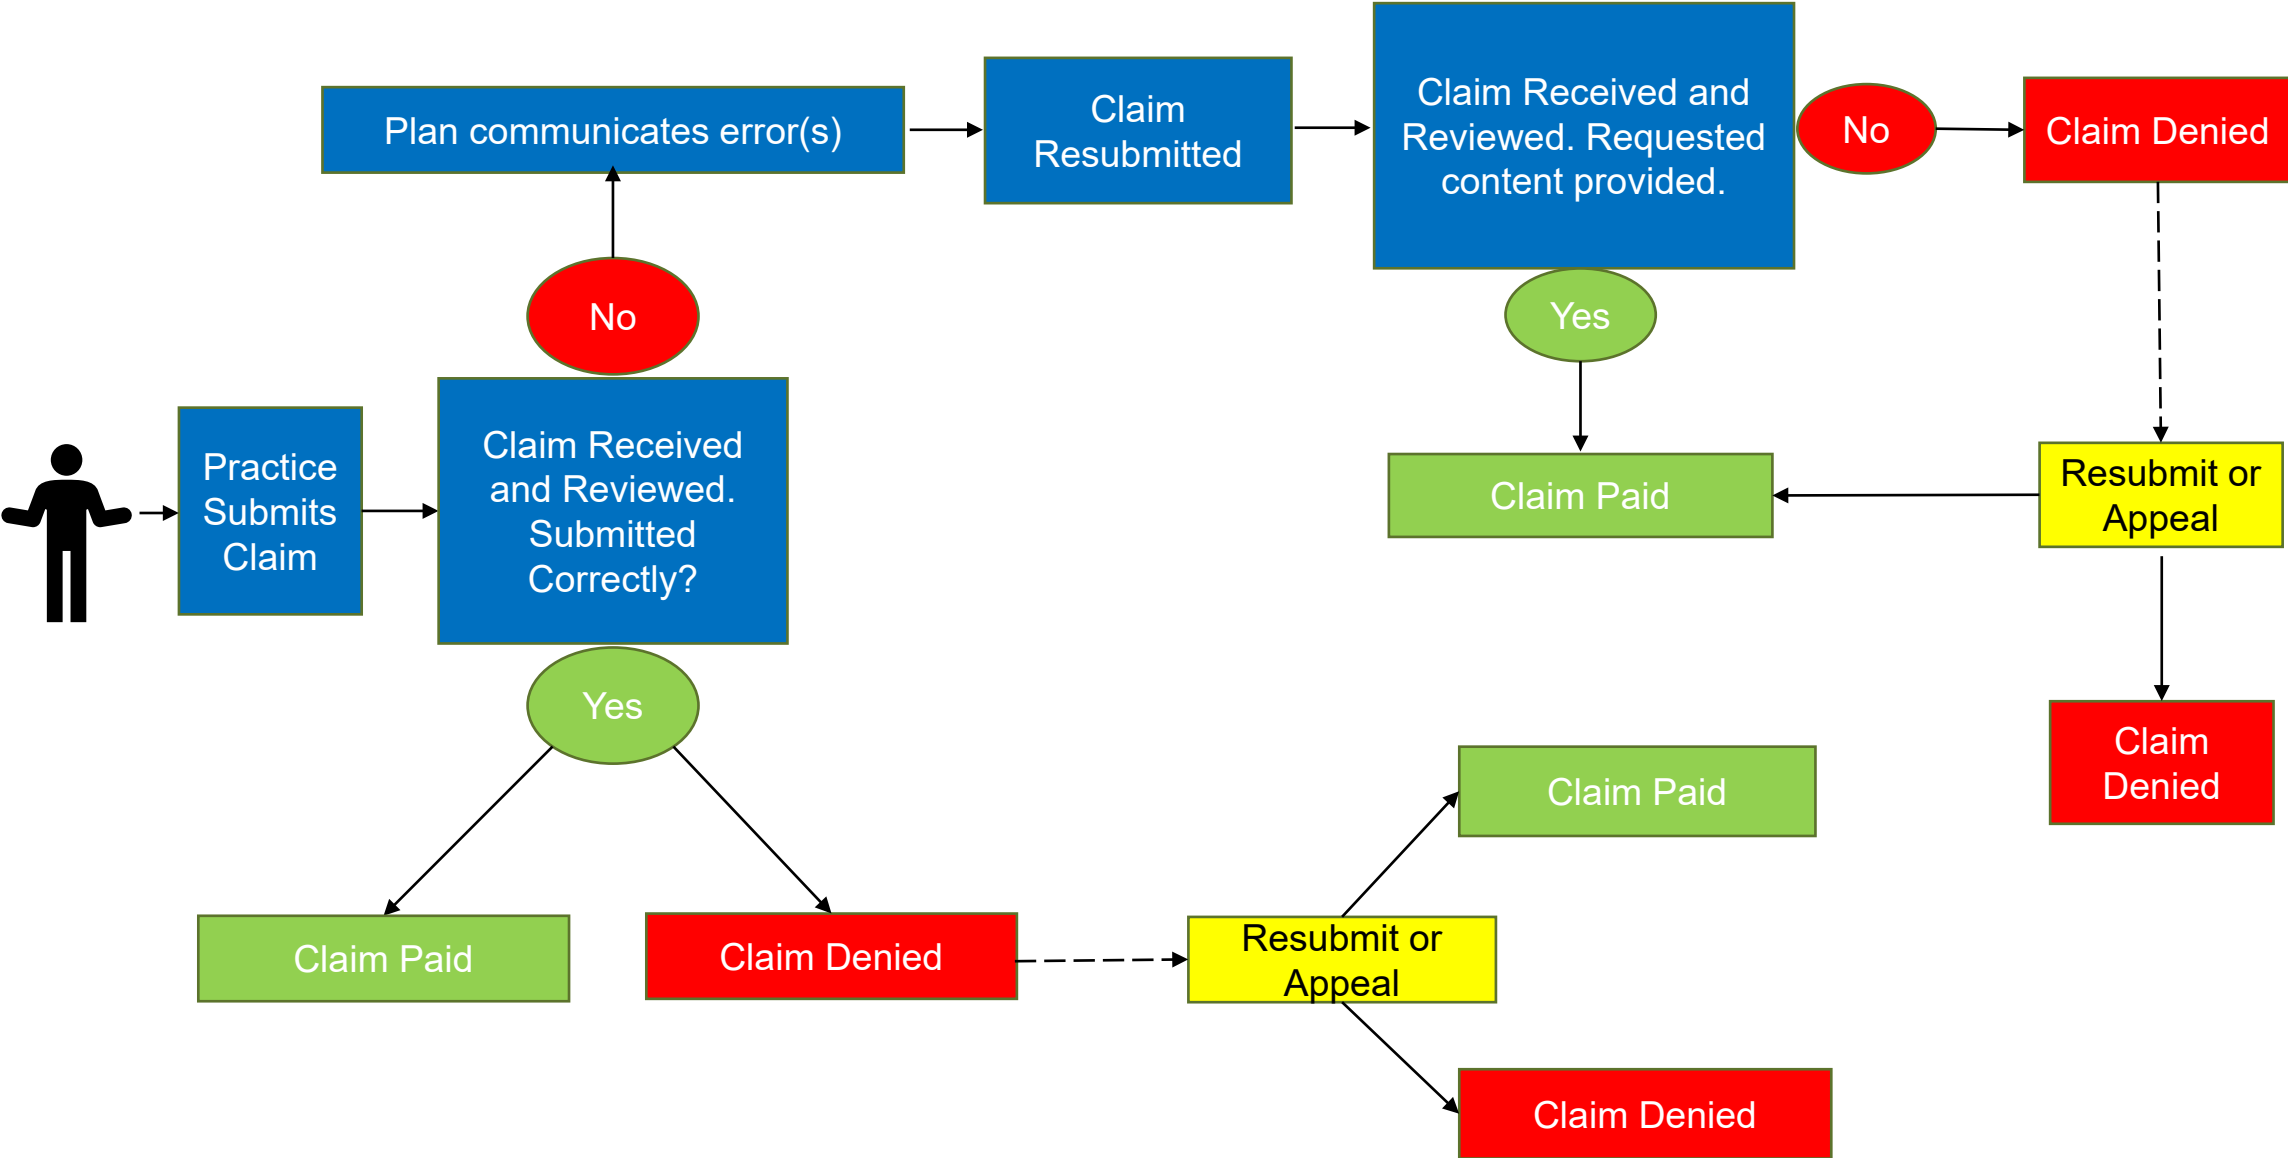 Plan communicates error(s)
Claim
Resubmitted
Claim Received and
Reviewed. Requested
content provided.
No
Claim Denied
No
Yes
Practice
Submits
Claim
Claim Received
and Reviewed.
Submitted
Correctly?
Claim Paid
Resubmit or
Appeal
Yes
Claim
Denied
Claim Paid
Claim Paid
Claim Denied
Resubmit or
Appeal
Claim Denied